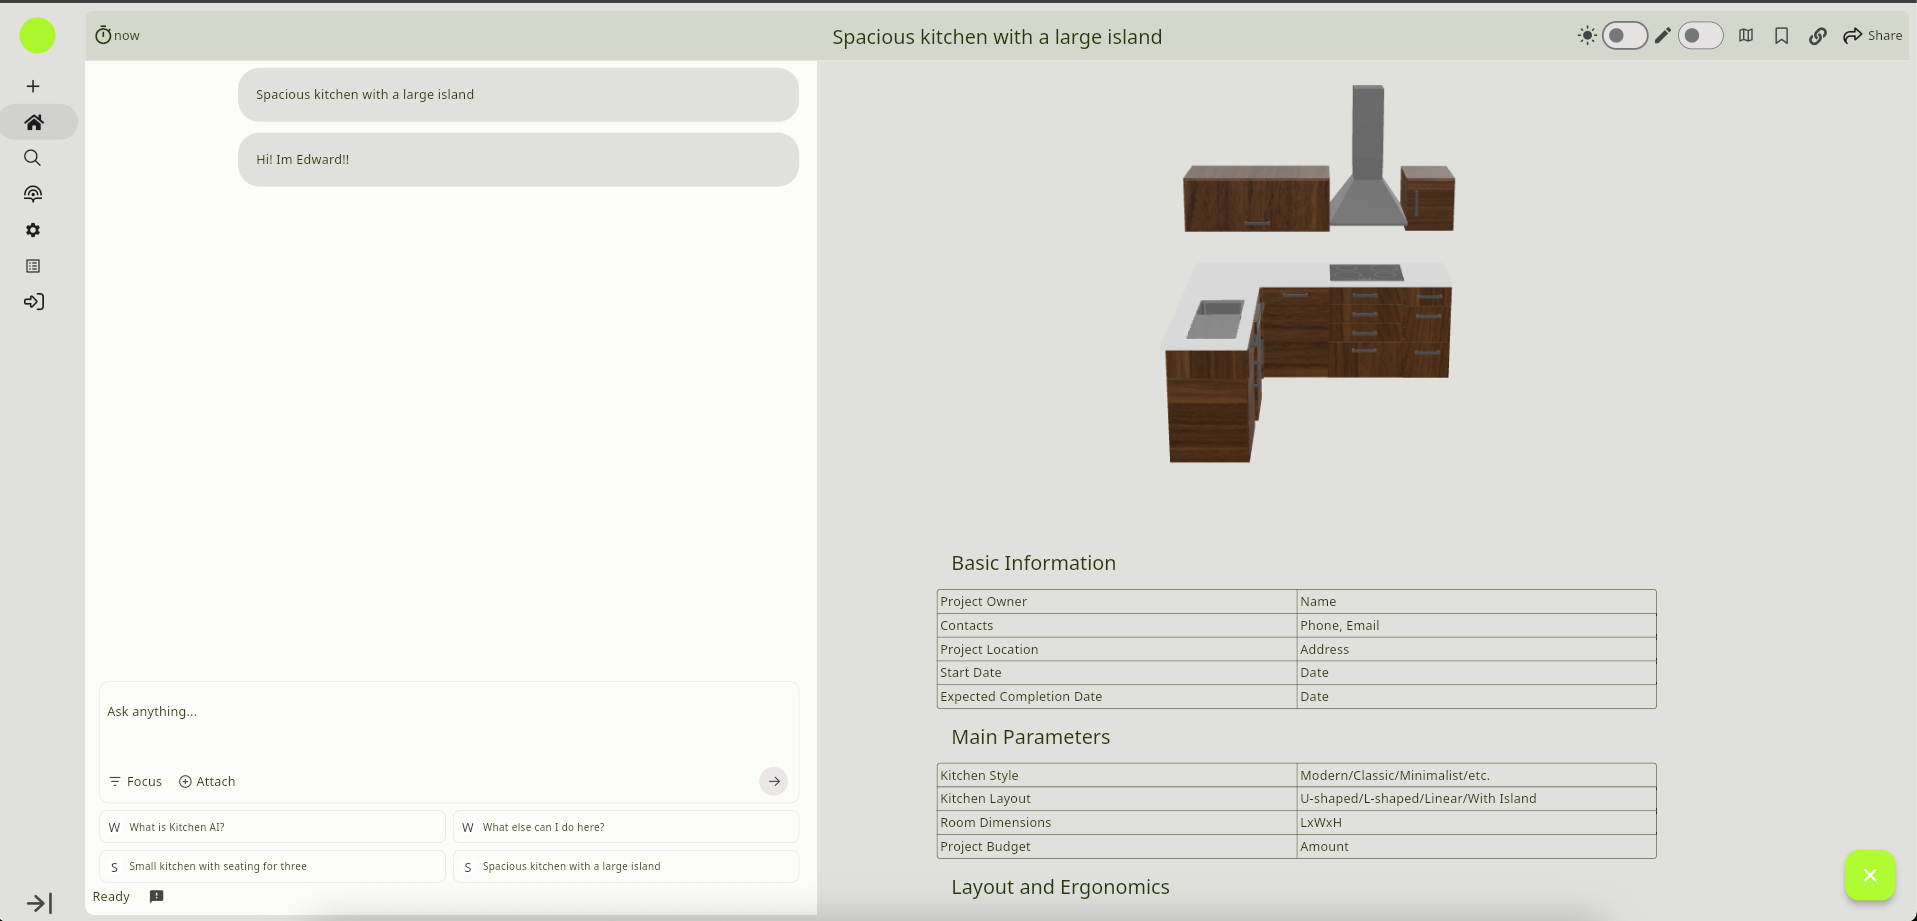 now
Spacious kitchen with a large island
Share
Spacious kitchen with a large island
Hi! Im Edward!!
Ask anything...
Focus
Attach
W What is Kitchen AI?
W What else can I do here?
S Small kitchen with seating for three
S Spacious kitchen with a large island
Ready
Basic Information
Project Owner Name
Contacts Phone, Email
Project Location Address
Start Date Date
Expected Completion Date Date
Main Parameters
Kitchen Style Modern/Classic/Minimalist/etc.
Kitchen Layout U-shaped/L-shaped/Linear/With Island
Room Dimensions LxWxH
Project Budget Amount
Layout and Ergonomics